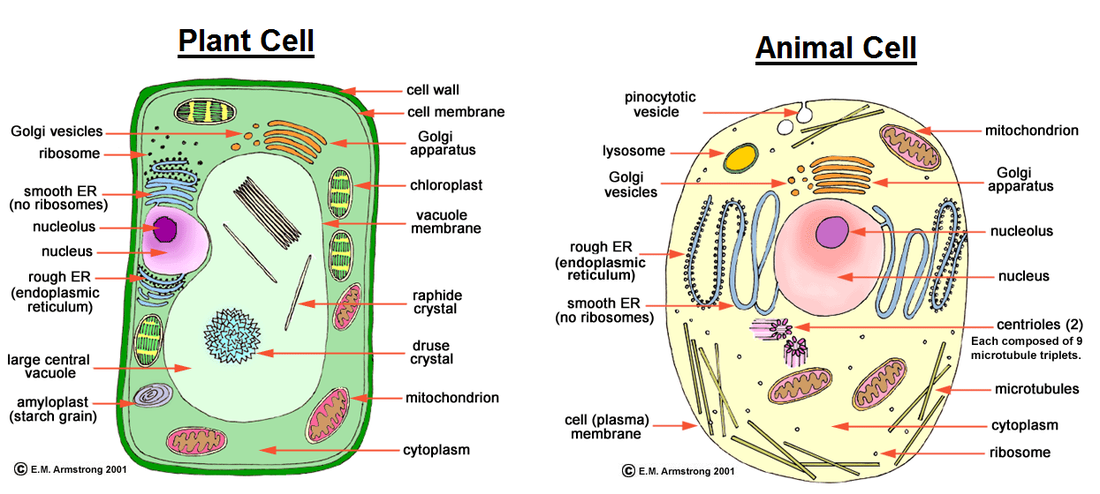 Plant Cell
cell wall
cell membrane
Golgi vesicles
Golgi
apparatus
ribosome
chloroplast
smooth ER
(no ribosomes)
vacuole
membrane
nucleolus
nucleus
rough ER
(endoplasmic
reticulum)
raphide
crystal
druse
crystal
large central
vacuole
mitochondrion
amyloplast
(starch grain)
cytoplasm
© E.M. Armstrong 2001
Animal Cell
pinocytotic
vesicle
mitochondrion
lysosome
Golgi
vesicles
Golgi
apparatus
nucleolus
rough ER
(endoplasmic
reticulum)
nucleus
smooth ER
(no ribosomes)
centrioles (2)
Each composed of 9
microtubule triplets.
microtubules
cell (plasma)
membrane
cytoplasm
ribosome
© E.M. Armstrong 2001